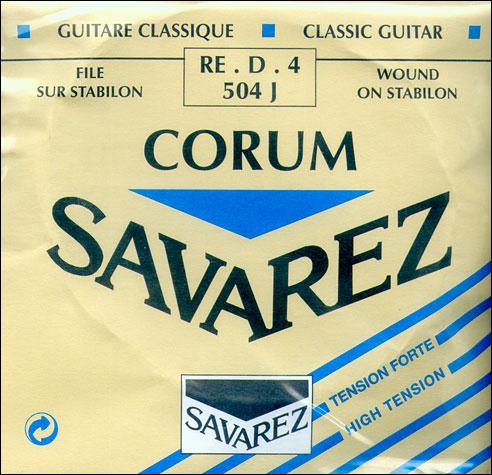 GUITARE CLASSIQUE CLASSIC GUITAR
FILE
SUR STABILON
RE . D . 4
504 J
WOUND
ON STABILON
CORUM
SAVAREZ
TENSION FORTE
HIGH TENSION
SAVAREZ